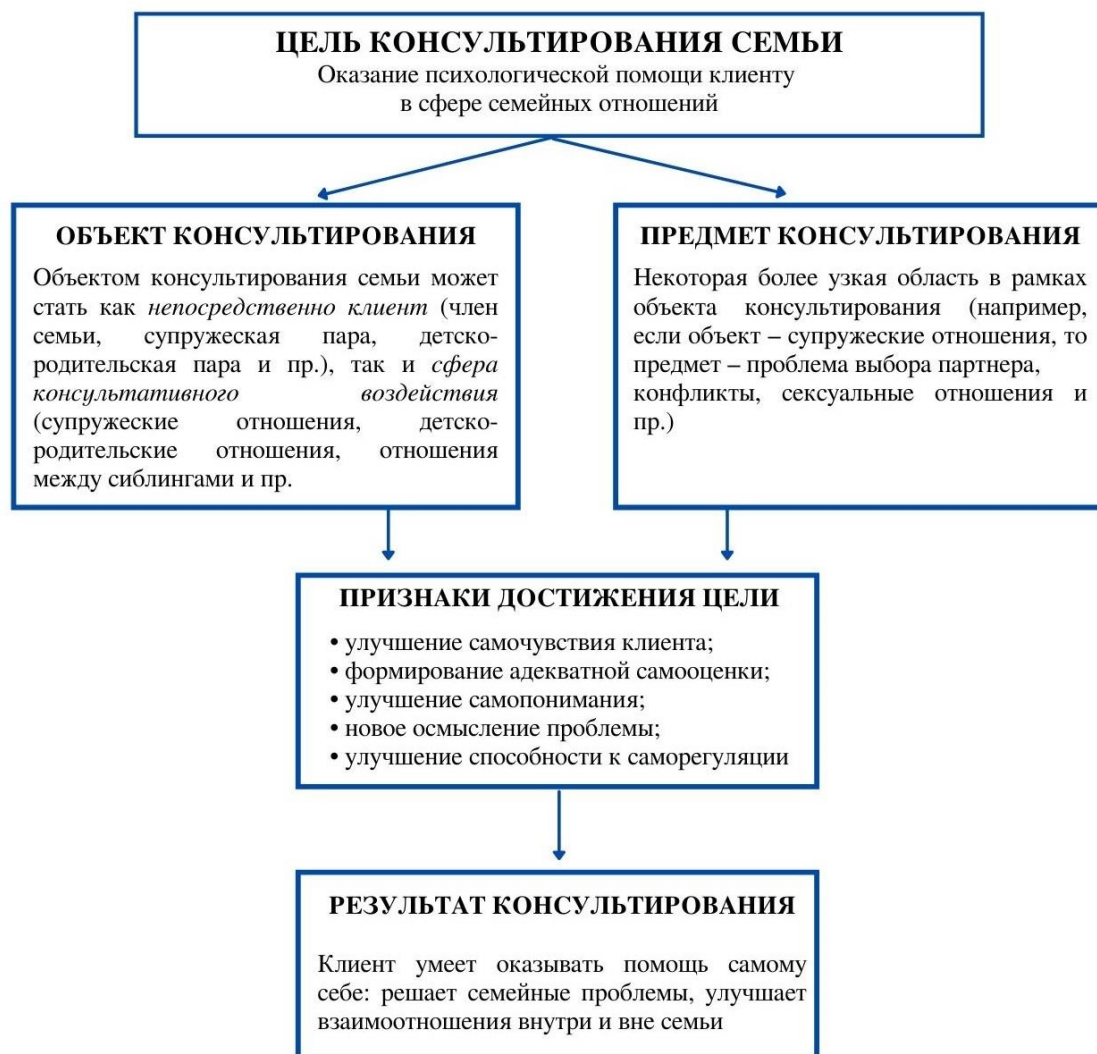 ЦЕЛЬ КОНСУЛЬТИРОВАНИЯ СЕМЬИ
Оказание психологической помощи клиенту
в сфере семейных отношений
ОБЪЕКТ КОНСУЛЬТИРОВАНИЯ
Объектом консультирования семьи может
стать как непосредственно клиент (член
семьи, супружеская пара, детско-
родительская пара и пр.), так и сфера
консультативного воздействия
(супружеские отношения, детско-
родительские отношения, отношения
между сиблингами и пр.
ПРЕДМЕТ КОНСУЛЬТИРОВАНИЯ
Некоторая более узкая область в рамках
объекта консультирования (например,
если объект – супружеские отношения, то
предмет – проблема выбора партнера,
конфликты, сексуальные отношения и
пр.)
ПРИЗНАКИ ДОСТИЖЕНИЯ ЦЕЛИ
• улучшение самочувствия клиента;
• формирование адекватной самооценки;
• улучшение самопонимания;
• новое осмысление проблемы;
• улучшение способности к саморегуляции
РЕЗУЛЬТАТ КОНСУЛЬТИРОВАНИЯ
Клиент умеет оказывать помощь самому
себе: решает семейные проблемы, улучшает
взаимоотношения внутри и вне семьи